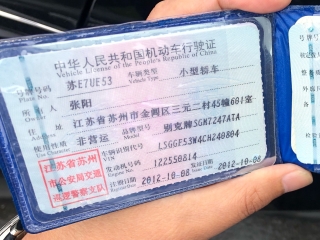 中华人民共和国机动车行驶证
Vehicle License of the People's Republic of China
号牌号码 苏E7UE53 车辆类型 小型轿车
Plate No. Vehicle Type
所有人 张阳
Owner
住址 江苏省苏州市金阊区三元二村45幢601室
Address
使用性质 非营运 品牌型号 别克牌SGM7247ATA
车辆识别代号 LSGGF53W4CH240804
发动机号码 122550814
注册日期 2012-10-08 发证日期 2012-10-08
江苏省苏州
市公安局交通
巡逻警察支队